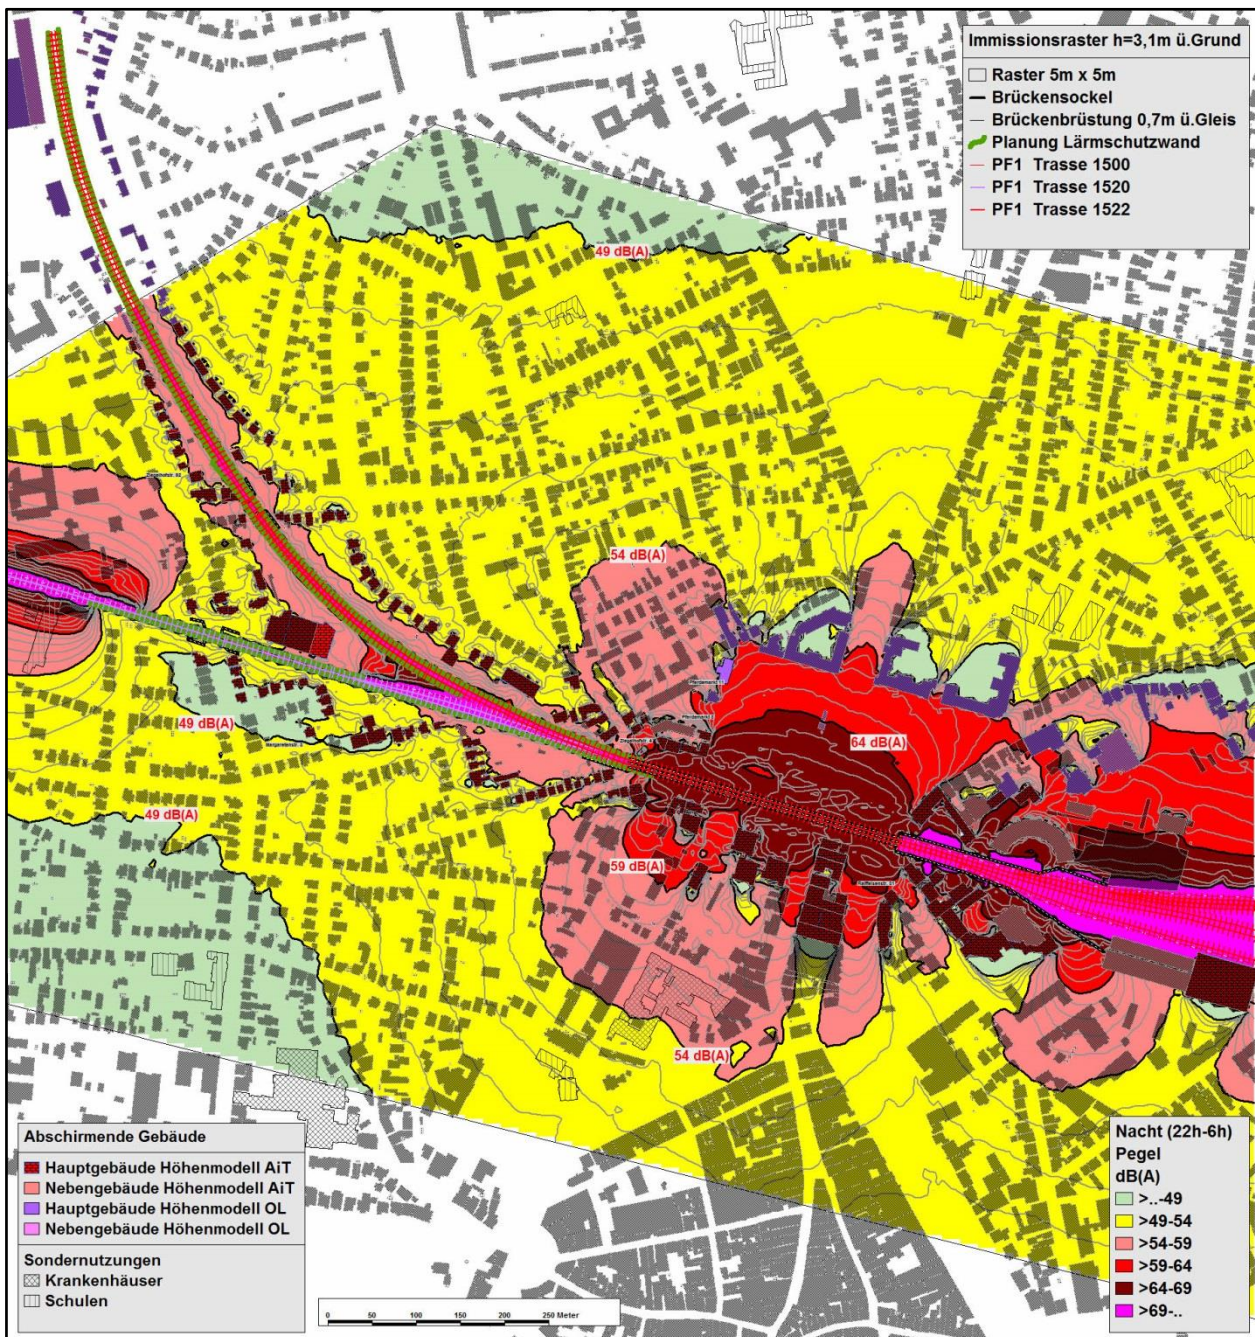 Immissionsraster h=3,1m ü.Grund
Raster 5m x 5m
Brückensockel
Brückenbrüstung 0,7m ü.Gleis
Planung Lärmschutzwand
PF1 Trasse 1500
PF1 Trasse 1520
PF1 Trasse 1522
49 dB(A)
54 dB(A)
64 dB(A)
49 dB(A)
49 dB(A)
59 dB(A)
54 dB(A)
Abschirmende Gebäude
Hauptgebäude Höhenmodell AiT
Nebengebäude Höhenmodell AiT
Hauptgebäude Höhenmodell OL
Nebengebäude Höhenmodell OL
Sondernutzungen
Krankenhäuser
Schulen
0 50 100 150 200 250 Meter
Nacht (22h-6h)
Pegel
dB(A)
>..-49
>49-54
>54-59
>59-64
>64-69
>69-..